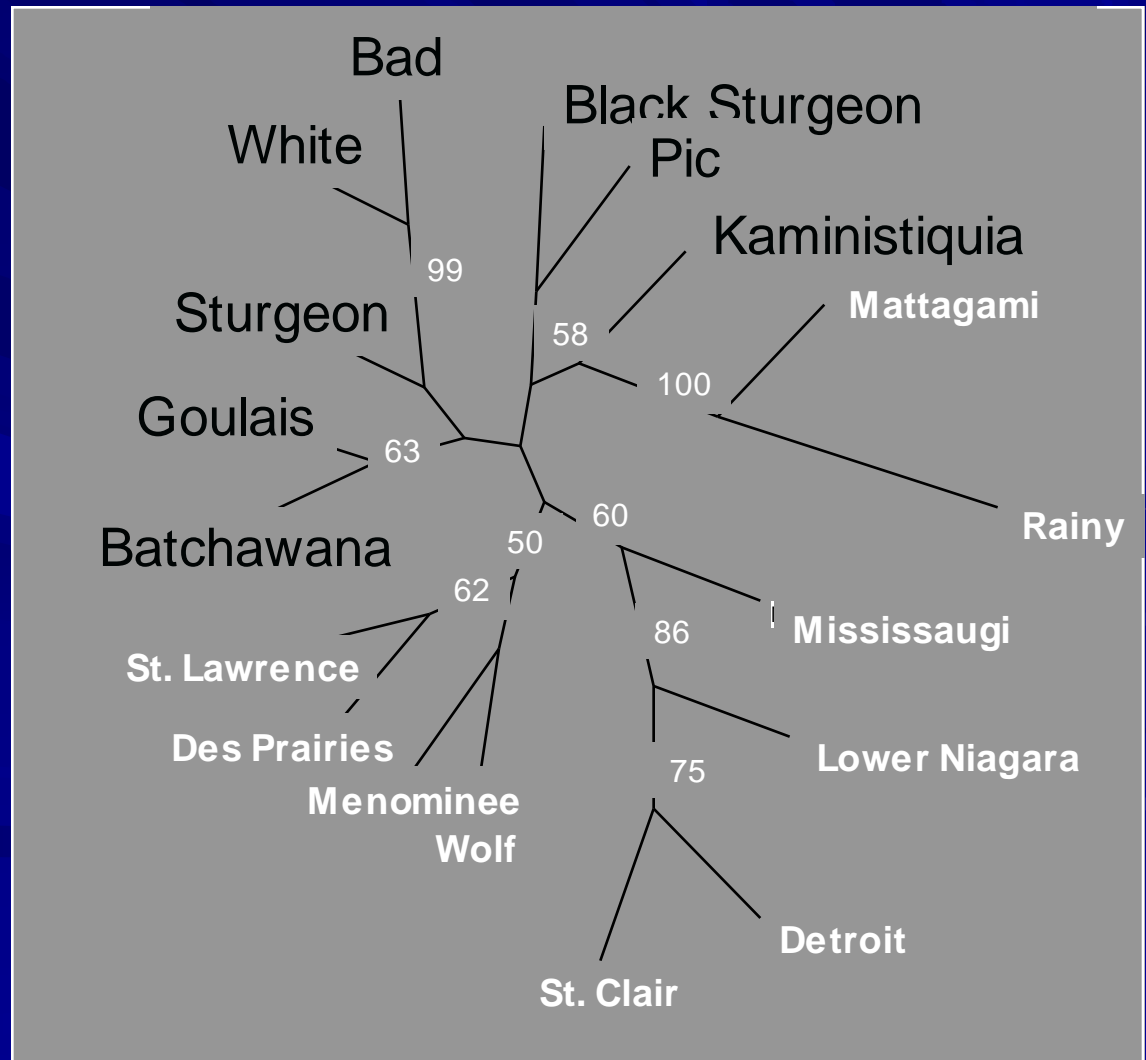 Bad
Black Sturgeon
White
Pic
Kaministiquia
99
Mattagami
Sturgeon
58
100
Goulais
63
60
Rainy
50
Batchawana
62
Mississaugi
86
St. Lawrence
Des Prairies
Lower Niagara
75
Menominee
Wolf
Detroit
St. Clair